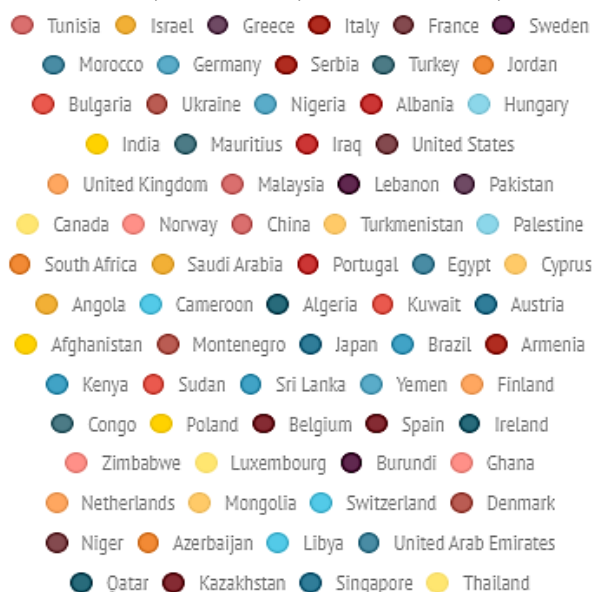 Tunisia Israel Greece Italy France Sweden
Morocco Germany Serbia Turkey Jordan
Bulgaria Ukraine Nigeria Albania Hungary
India Mauritius Iraq United States
United Kingdom Malaysia Lebanon Pakistan
Canada Norway China Turkmenistan Palestine
South Africa Saudi Arabia Portugal Egypt Cyprus
Angola Cameroon Algeria Kuwait Austria
Afghanistan Montenegro Japan Brazil Armenia
Kenya Sudan Sri Lanka Yemen Finland
Congo Poland Belgium Spain Ireland
Zimbabwe Luxembourg Burundi Ghana
Netherlands Mongolia Switzerland Denmark
Niger Azerbaijan Libya United Arab Emirates
Qatar Kazakhstan Singapore Thailand